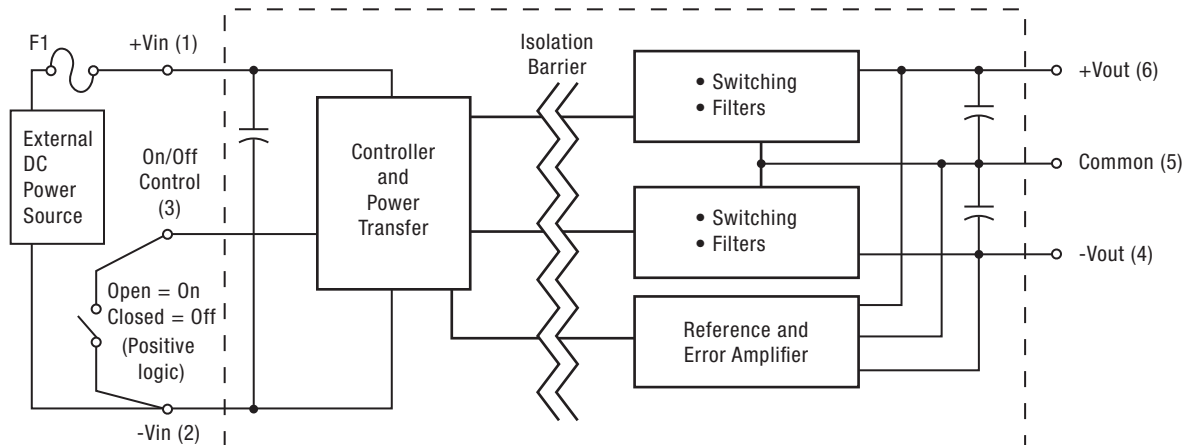 F1
+Vin (1)
External
DC
Power
Source
On/Off
Control
(3)
Open = On
Closed = Off
(Positive
logic)
-Vin (2)
Controller
and
Power
Transfer
Isolation
Barrier
• Switching
• Filters
• Switching
• Filters
Reference and
Error Amplifier
+Vout (6)
Common (5)
-Vout (4)